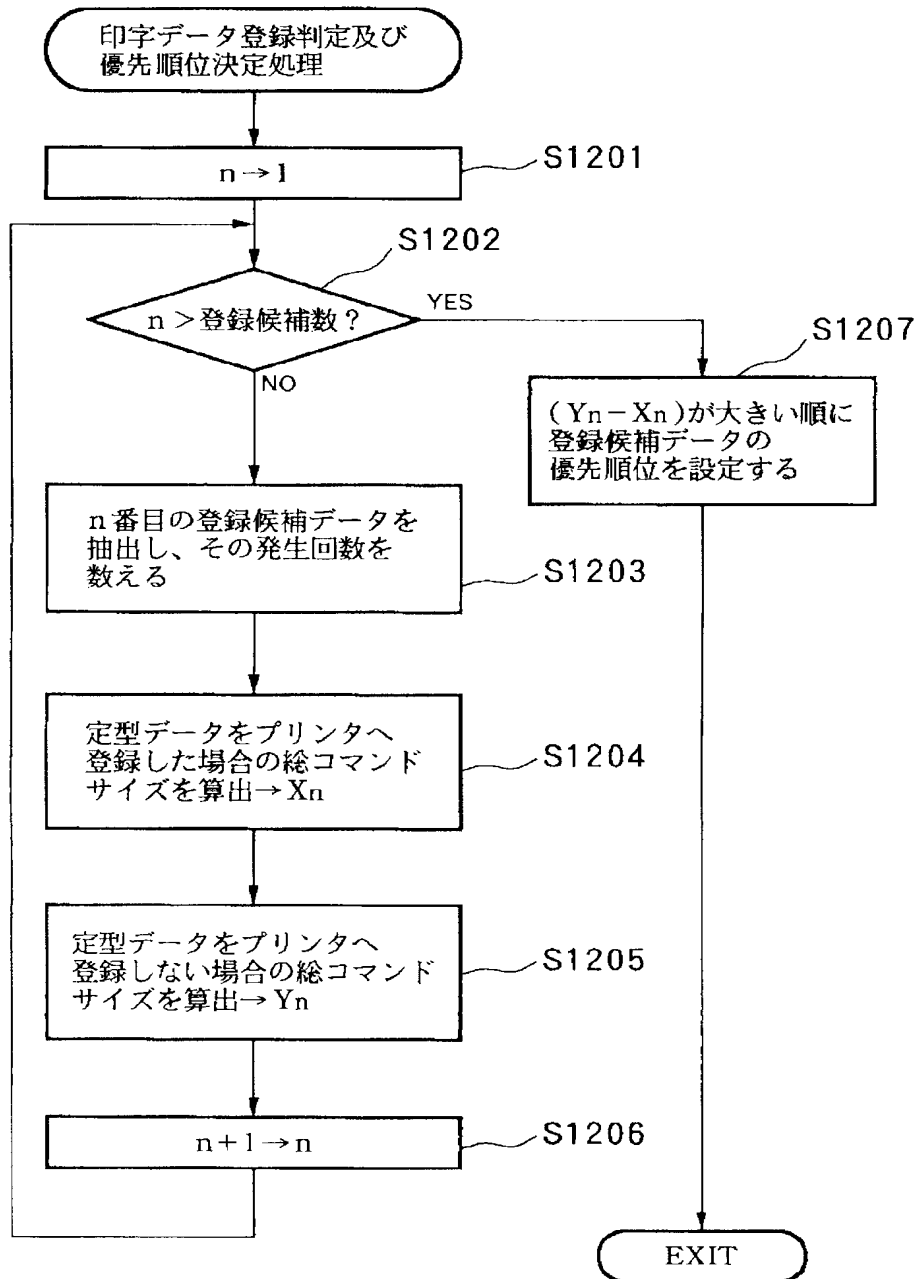 印字データ登録判定及び
優先順位決定処理
n→1
S1201
S1202
n＞登録候補数？
YES
NO
S1207
(Yn－Xn)が大きい順に
登録候補データの
優先順位を設定する
n番目の登録候補データを
抽出し、その発生回数を
数える
S1203
定型データをプリンタへ
登録した場合の総コマンド
サイズを算出→Xn
S1204
定型データをプリンタへ
登録しない場合の総コマンド
サイズを算出→Yn
S1205
n＋1→n
S1206
EXIT